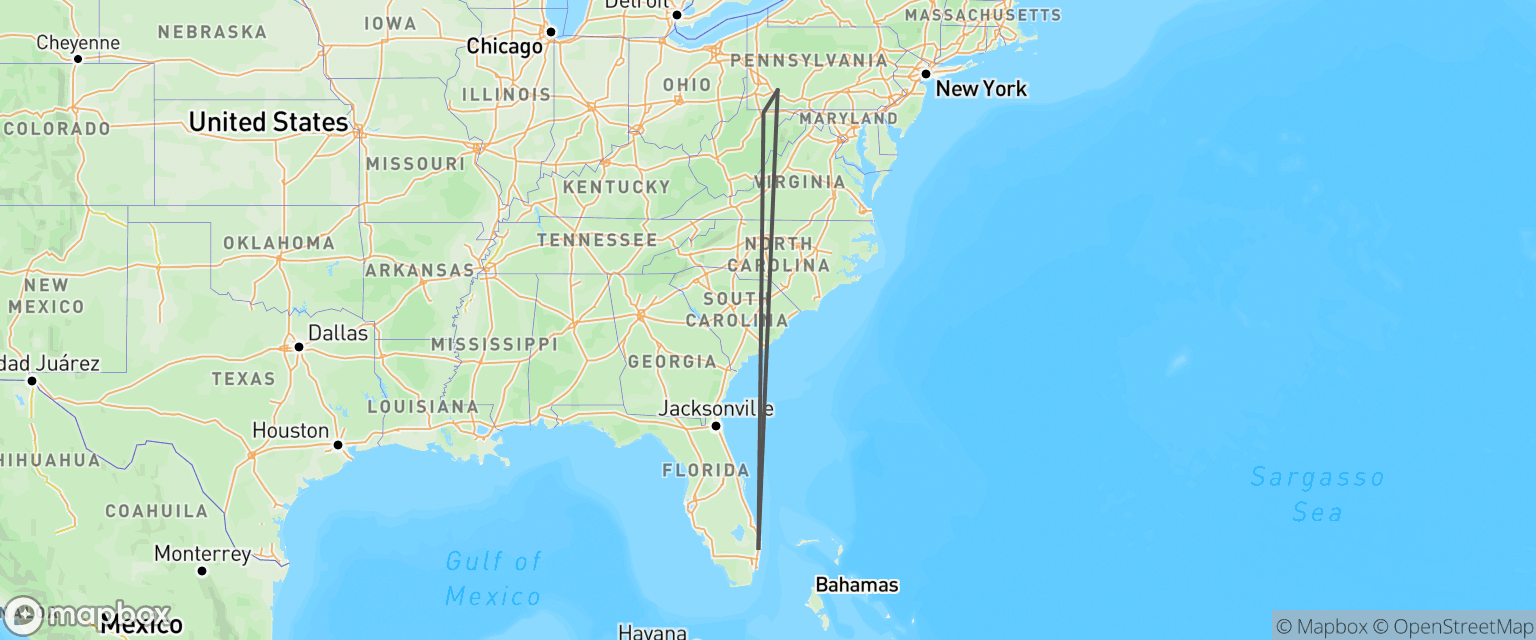 Detroit
MASSACHUSETTS
NEBRASKA
IOWA
Cheyenne
Chicago
PENNSYLVANIA
OHIO
New York
ILLINOIS
COLORADO
United States
MARYLAND
MISSOURI
KENTUCKY
VIRGINIA
OKLAHOMA
TENNESSEE
NORTH
CAROLINA
ARKANSAS
NEW
MEXICO
SOUTH
CAROLINA
Dallas
MISSISSIPPI
GEORGIA
dad Juárez
TEXAS
LOUISIANA
Jacksonville
Houston
HIHUAHUA
FLORIDA
Sargasso
Sea
COAHUILA
Monterrey
Gulf of
Mexico
Bahamas
mapbox
Mexico
Havana
© Mapbox © OpenStreetMap